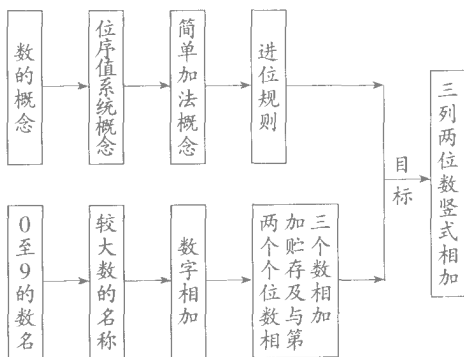 数的概念
位序值系统概念
简单加法概念
进位规则
0至9的数名
较大数的名称
数字相加
两个个位数相
加贮存及与第
三个数相加
目标
三列两位数竖式相加